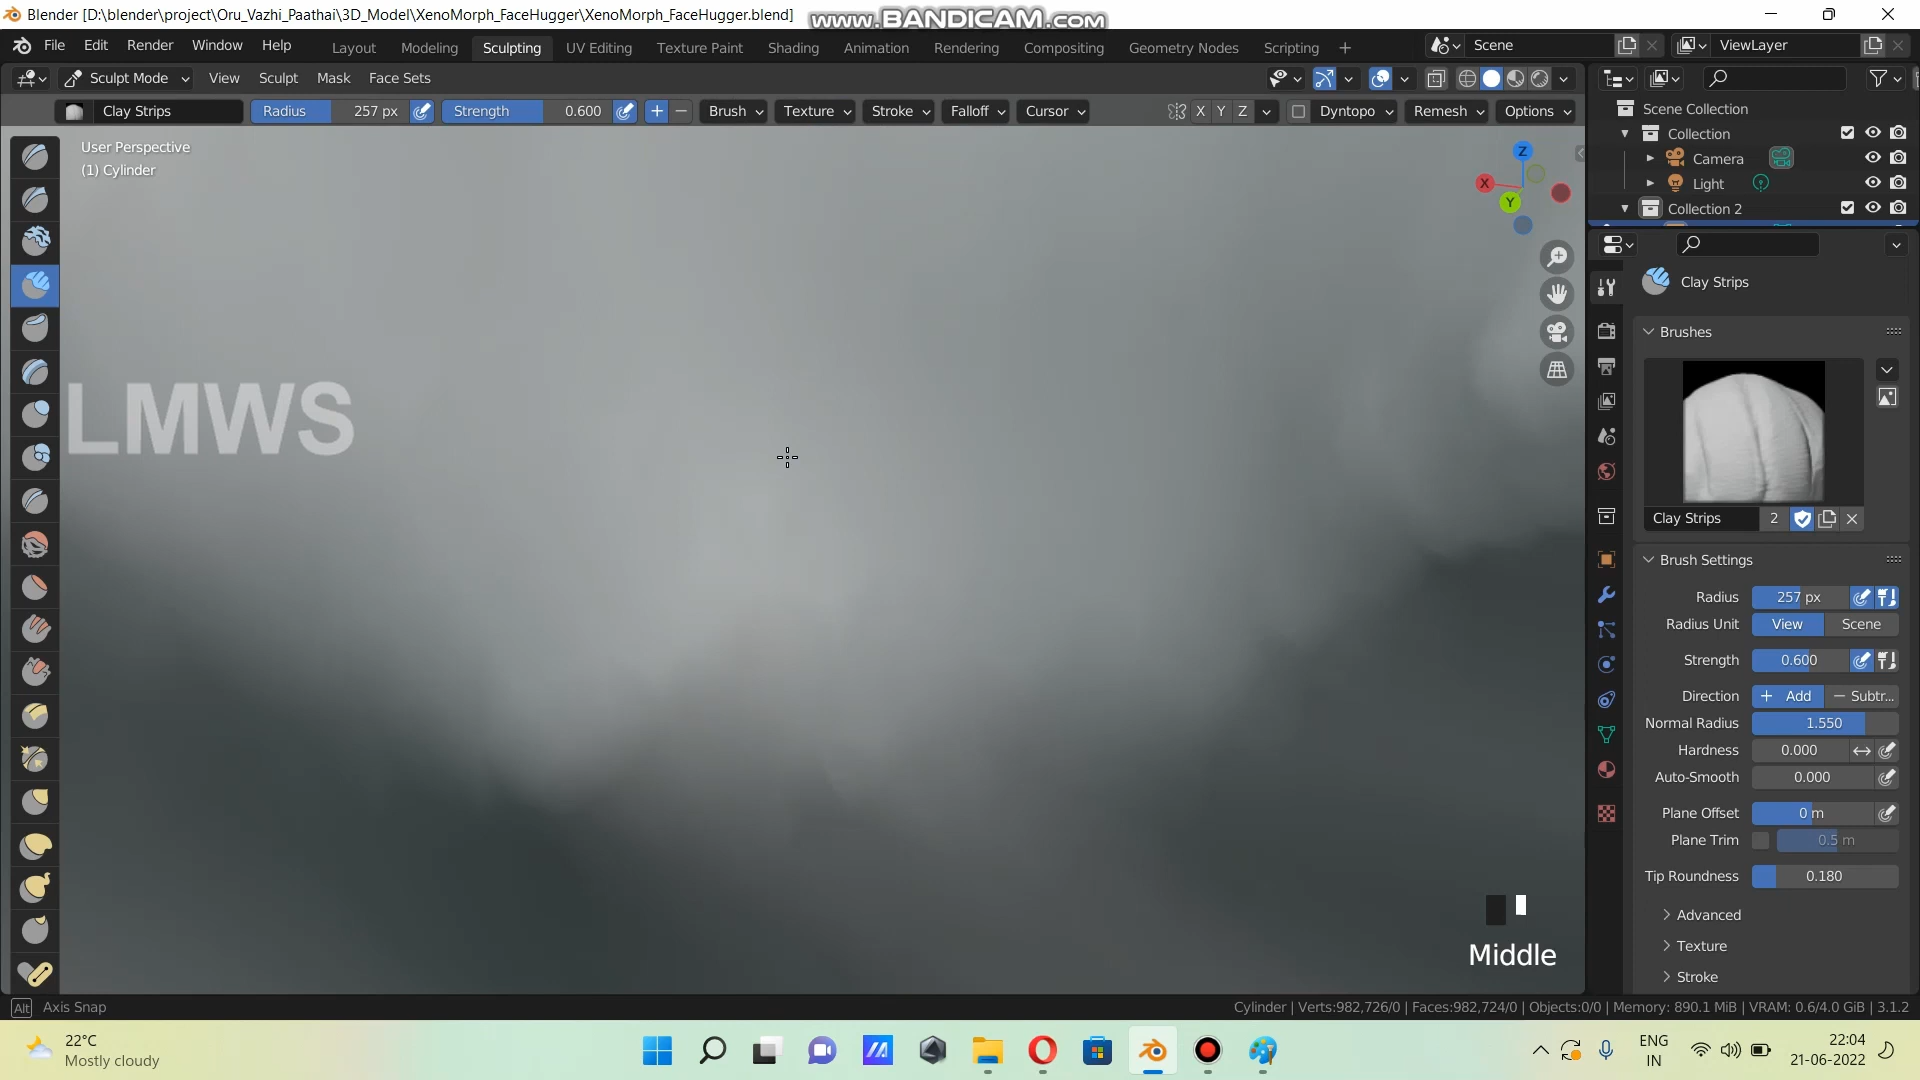 Blender [D:\blender\project\Oru_Vazhi_Paathai\3D_Model\XenoMorph_FaceHugger\XenoMorph_FaceHugger.blend]
www.BANDICAM.com
File Edit Render Window Help
Layout Modeling Sculpting UV Editing Texture Paint Shading Animation Rendering Compositing Geometry Nodes Scripting +
Scene
ViewLayer
Sculpt Mode View Sculpt Mask Face Sets
Clay Strips Radius 257 px Strength 0.600 Brush Texture Stroke Falloff Cursor X Y Z Dyntopo Remesh Options
User Perspective
(1) Cylinder
Z
X
Y
LMWS
Middle
Scene Collection
Collection
Camera
Light
Collection 2
Clay Strips
Brushes
Clay Strips 2
Brush Settings
Radius 257 px
Radius Unit View Scene
Strength 0.600
Direction + Add − Subtr...
Normal Radius 1.550
Hardness 0.000
Auto-Smooth 0.000
Plane Offset 0 m
Plane Trim 0.5 m
Tip Roundness 0.180
Advanced
Texture
Stroke
Alt Axis Snap
Cylinder | Verts:982,726/0 | Faces:982,724/0 | Objects:0/0 | Memory: 890.1 MiB | VRAM: 0.6/4.0 GiB | 3.1.2
22°C
Mostly cloudy
ENG
IN
22:04
21-06-2022